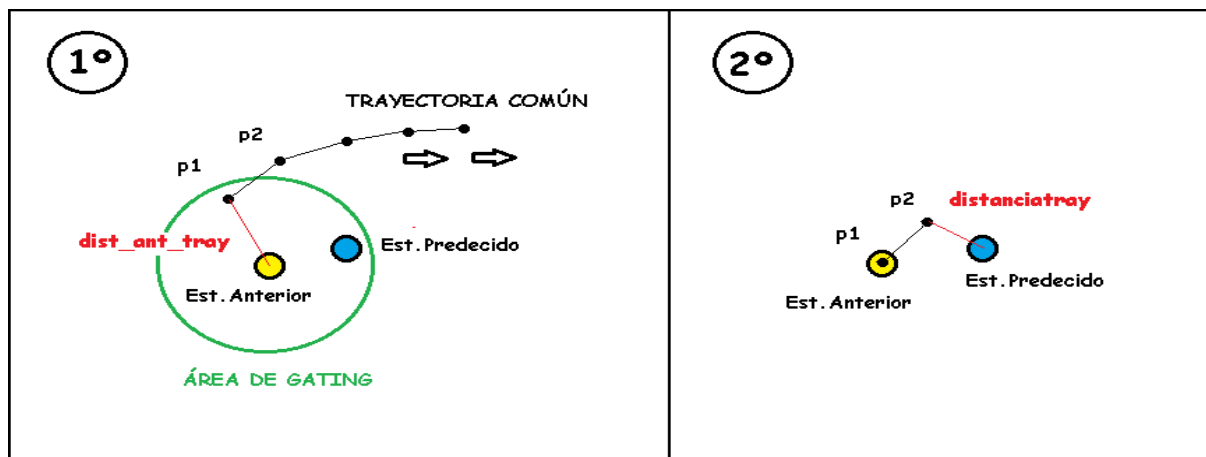 1º
TRAYECTORIA COMÚN
p2
p1
dist_ant_tray
Est.Predecido
Est.Anterior
ÁREA DE GATING
2º
p2
distanciatray
p1
Est.Predecido
Est.Anterior